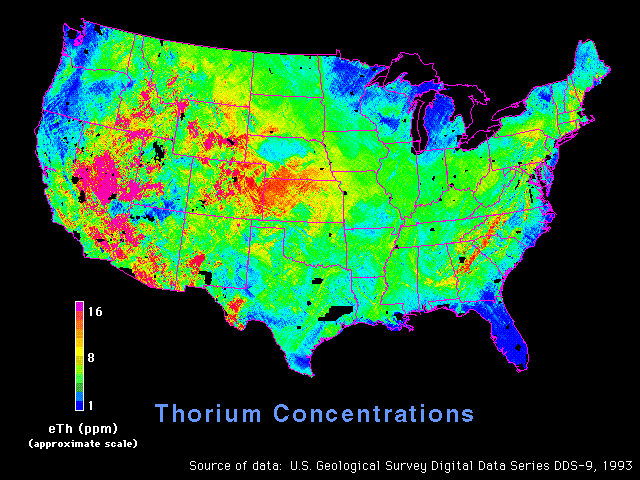 16
8
1
eTh (ppm)
(approximate scale)
Thorium Concentrations
Source of data: U.S. Geological Survey Digital Data Series DDS-9, 1993